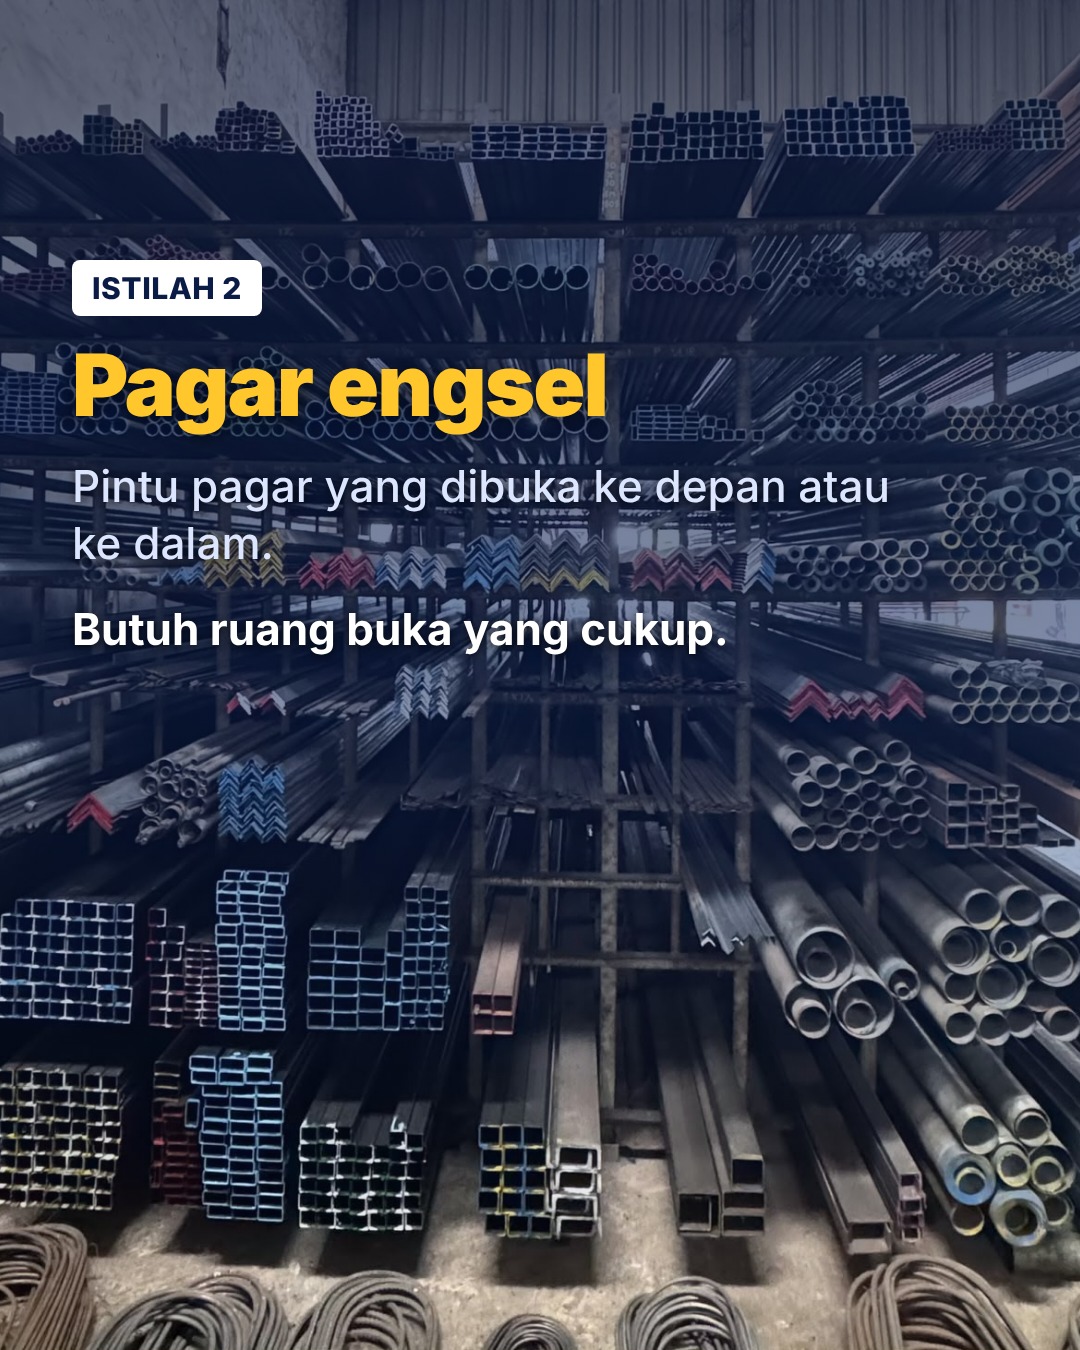 ISTILAH 2
Pagar engsel
Pintu pagar yang dibuka ke depan atau
ke dalam.
Butuh ruang buka yang cukup.